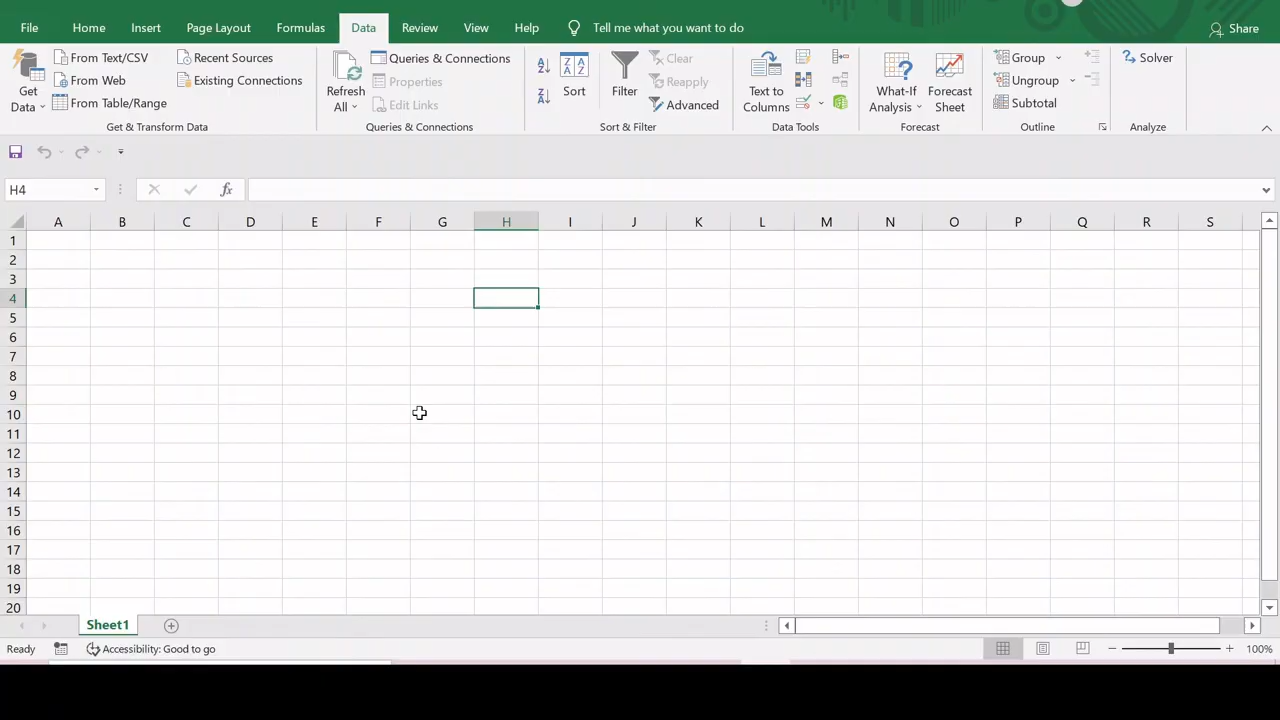 File Home Insert Page Layout Formulas Data Review View Help Tell me what you want to do Share
From Text/CSV Recent Sources Queries & Connections Clear Group Solver
From Web Existing Connections Properties Reapply Ungroup
From Table/Range Edit Links Advanced Subtotal
Get Data Refresh All Sort Filter Text to Columns What-If Analysis Forecast Sheet
Get & Transform Data Queries & Connections Sort & Filter Data Tools Forecast Outline Analyze
H4 fx
A B C D E F G H I J K L M N O P Q R S
1
2
3
4
5
6
7
8
9
10
11
12
13
14
15
16
17
18
19
20
Sheet1
Ready Accessibility: Good to go 100%